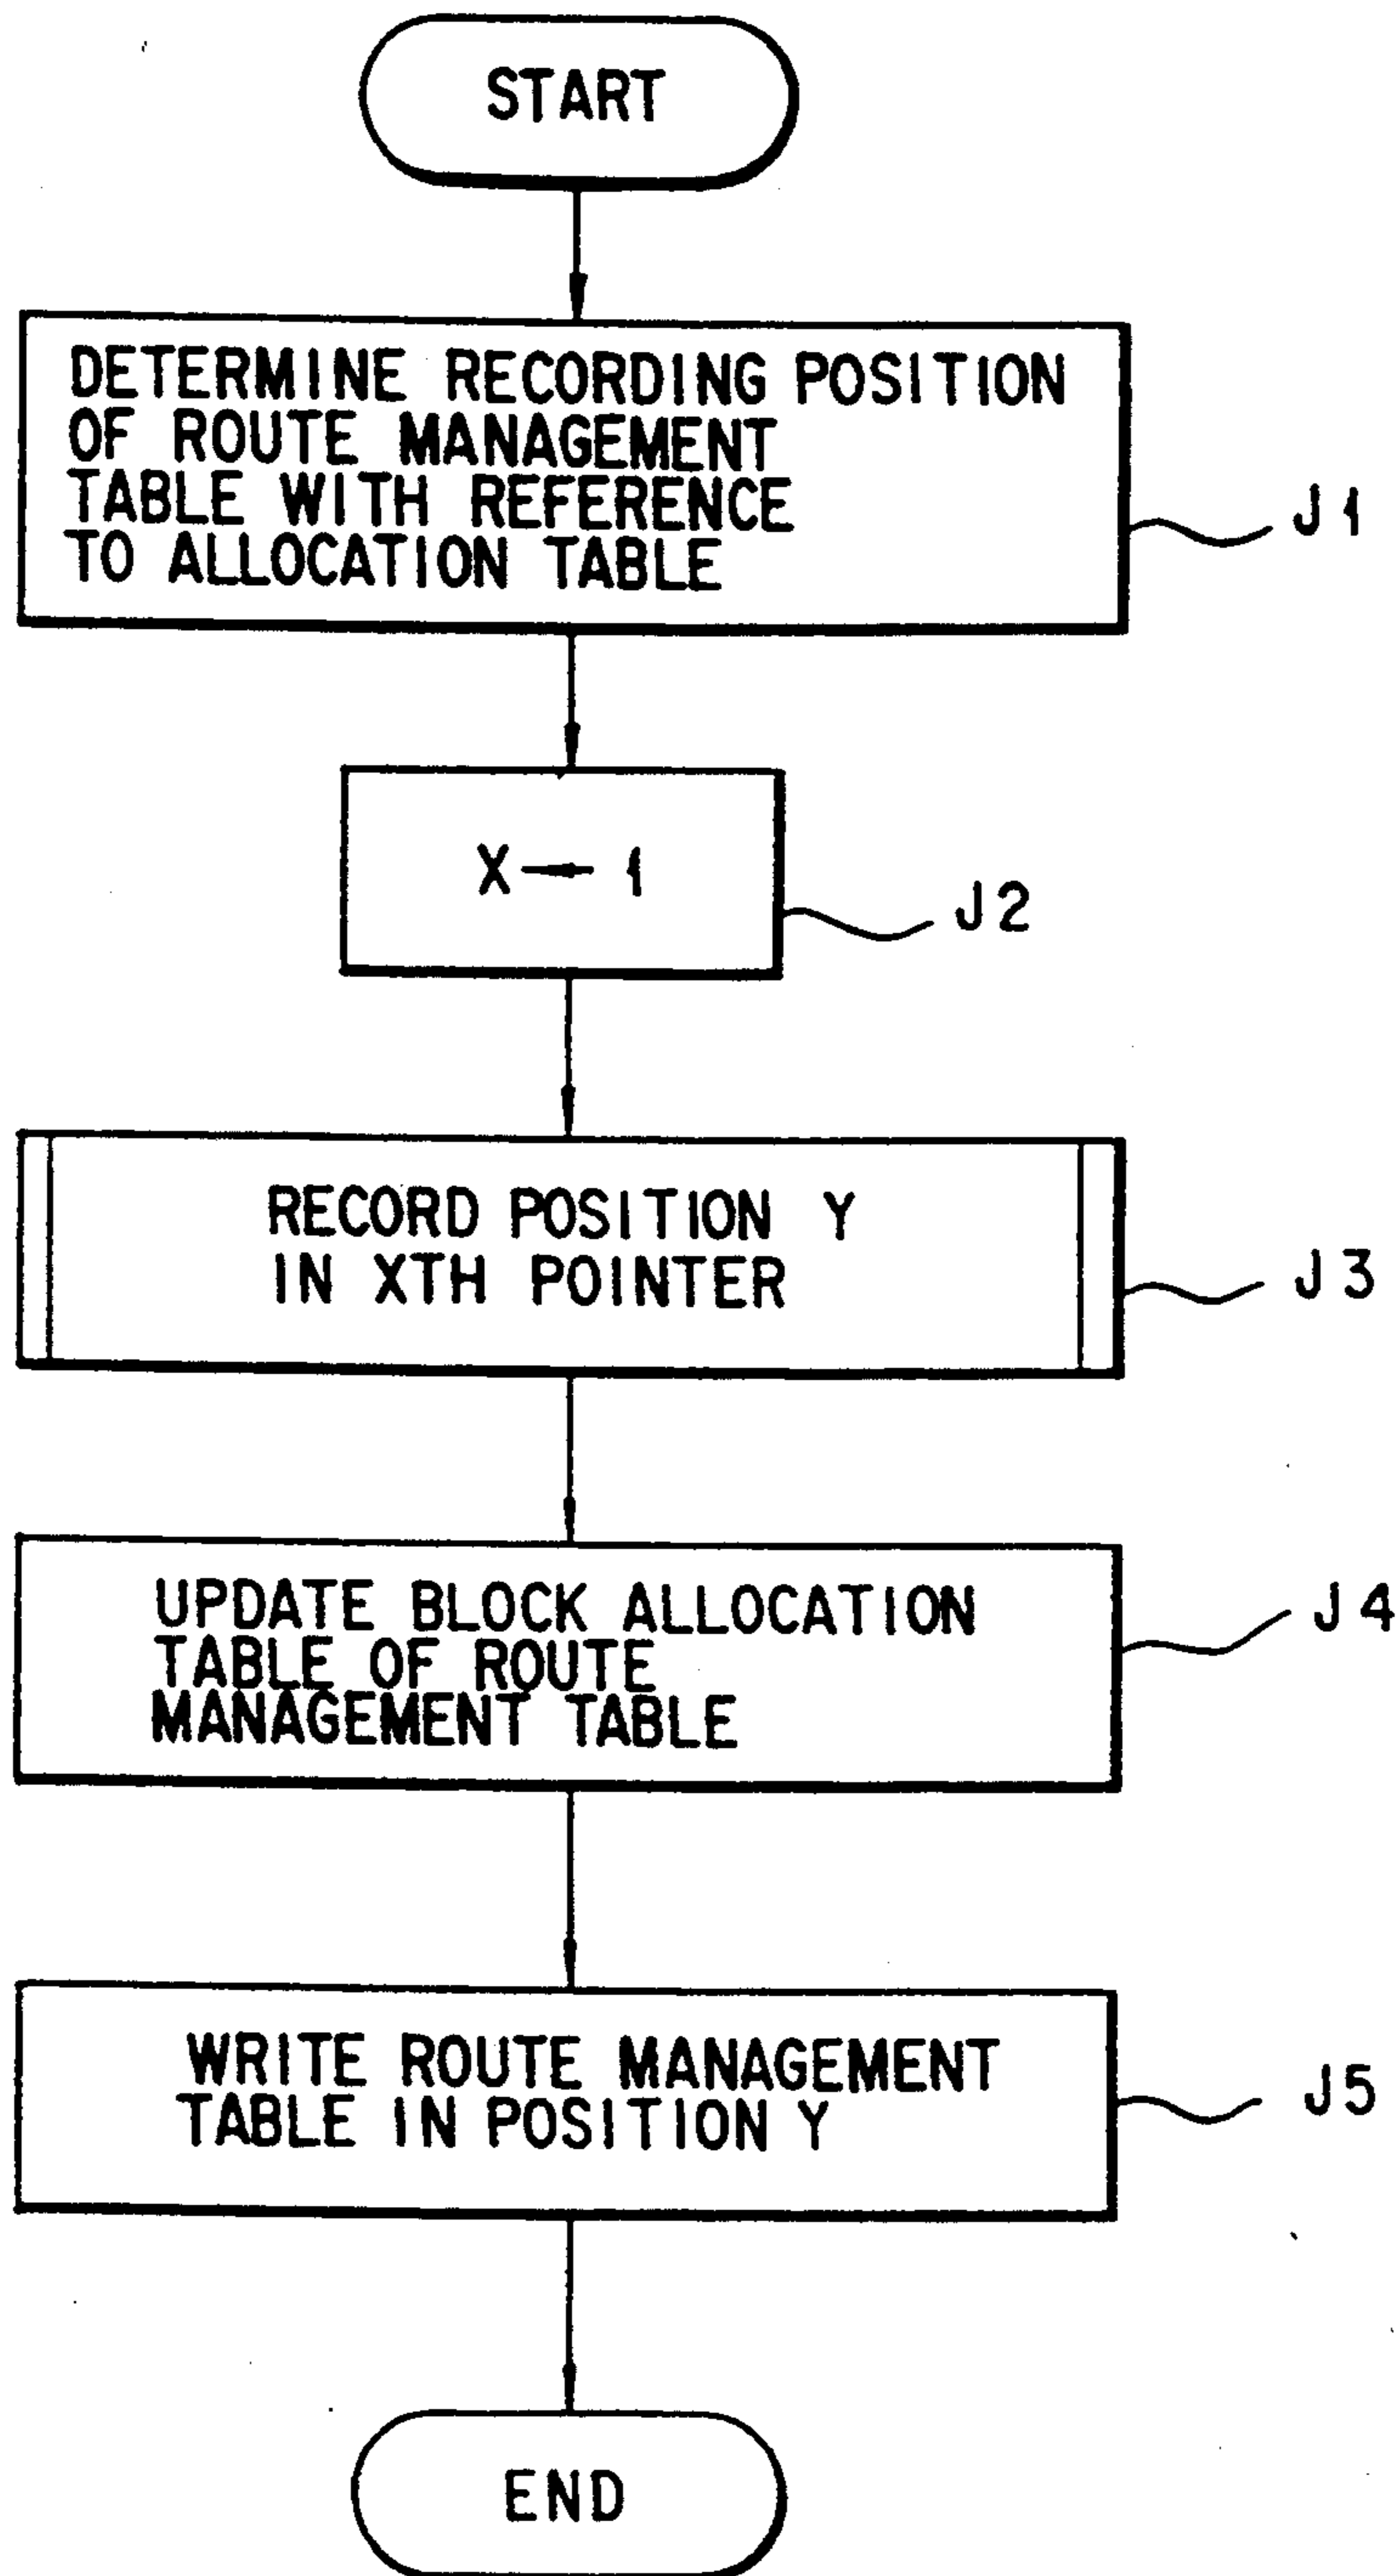 START
DETERMINE RECORDING POSITION
OF ROUTE MANAGEMENT
TABLE WITH REFERENCE
TO ALLOCATION TABLE
J1
X ← 1
J2
RECORD POSITION Y
IN XTH POINTER
J3
UPDATE BLOCK ALLOCATION
TABLE OF ROUTE
MANAGEMENT TABLE
J4
WRITE ROUTE MANAGEMENT
TABLE IN POSITION Y
J5
END